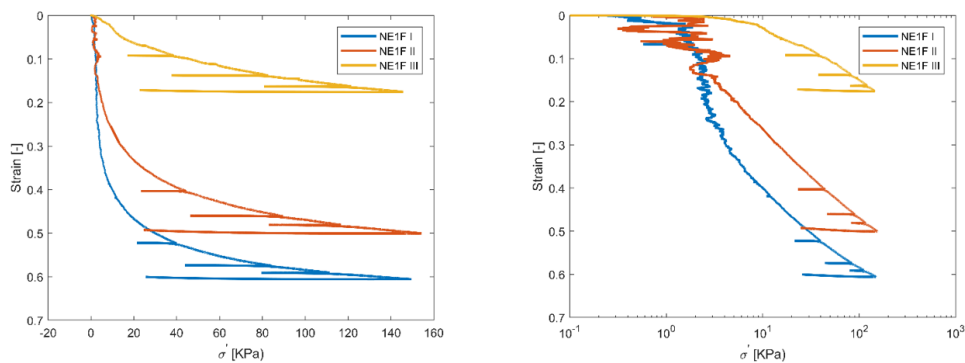 0
0.1
0.2
0.3
0.4
0.5
0.6
0.7
Strain [-]
-20 0 20 40 60 80 100 120 140 160
σ' [KPa]
NE1F I
NE1F II
NE1F III
0
0.1
0.2
0.3
0.4
0.5
0.6
0.7
Strain [-]
10^-1 10^0 10^1 10^2 10^3
σ' [KPa]
NE1F I
NE1F II
NE1F III